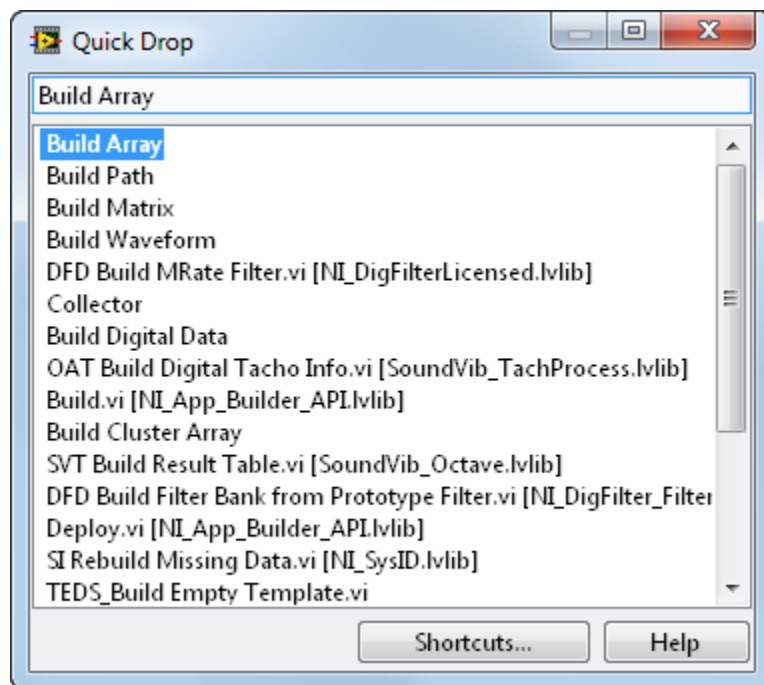 Quick Drop
Build Array
Build Array
Build Path
Build Matrix
Build Waveform
DFD Build MRate Filter.vi [NI_DigFilterLicensed.lvlib]
Collector
Build Digital Data
OAT Build Digital Tacho Info.vi [SoundVib_TachProcess.lvlib]
Build.vi [NI_App_Builder_API.lvlib]
Build Cluster Array
SVT Build Result Table.vi [SoundVib_Octave.lvlib]
DFD Build Filter Bank from Prototype Filter.vi [NI_DigFilter_Filter
Deploy.vi [NI_App_Builder_API.lvlib]
SI Rebuild Missing Data.vi [NI_SysID.lvlib]
TEDS_Build Empty Template.vi
Shortcuts... Help